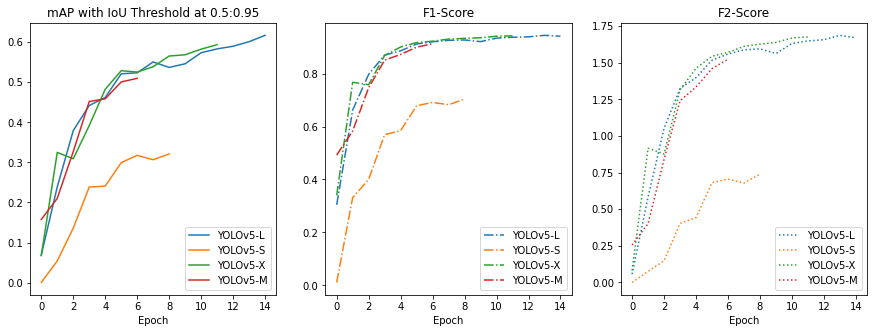 mAP with IoU Threshold at 0.5:0.95
0.6
0.5
0.4
0.3
0.2
0.1
0.0
YOLOv5-L
YOLOv5-S
YOLOv5-X
YOLOv5-M
0 2 4 6 8 10 12 14
Epoch
F1-Score
0.8
0.6
0.4
0.2
0.0
YOLOv5-L
YOLOv5-S
YOLOv5-X
YOLOv5-M
0 2 4 6 8 10 12 14
Epoch
F2-Score
1.75
1.50
1.25
1.00
0.75
0.50
0.25
0.00
YOLOv5-L
YOLOv5-S
YOLOv5-X
YOLOv5-M
0 2 4 6 8 10 12 14
Epoch